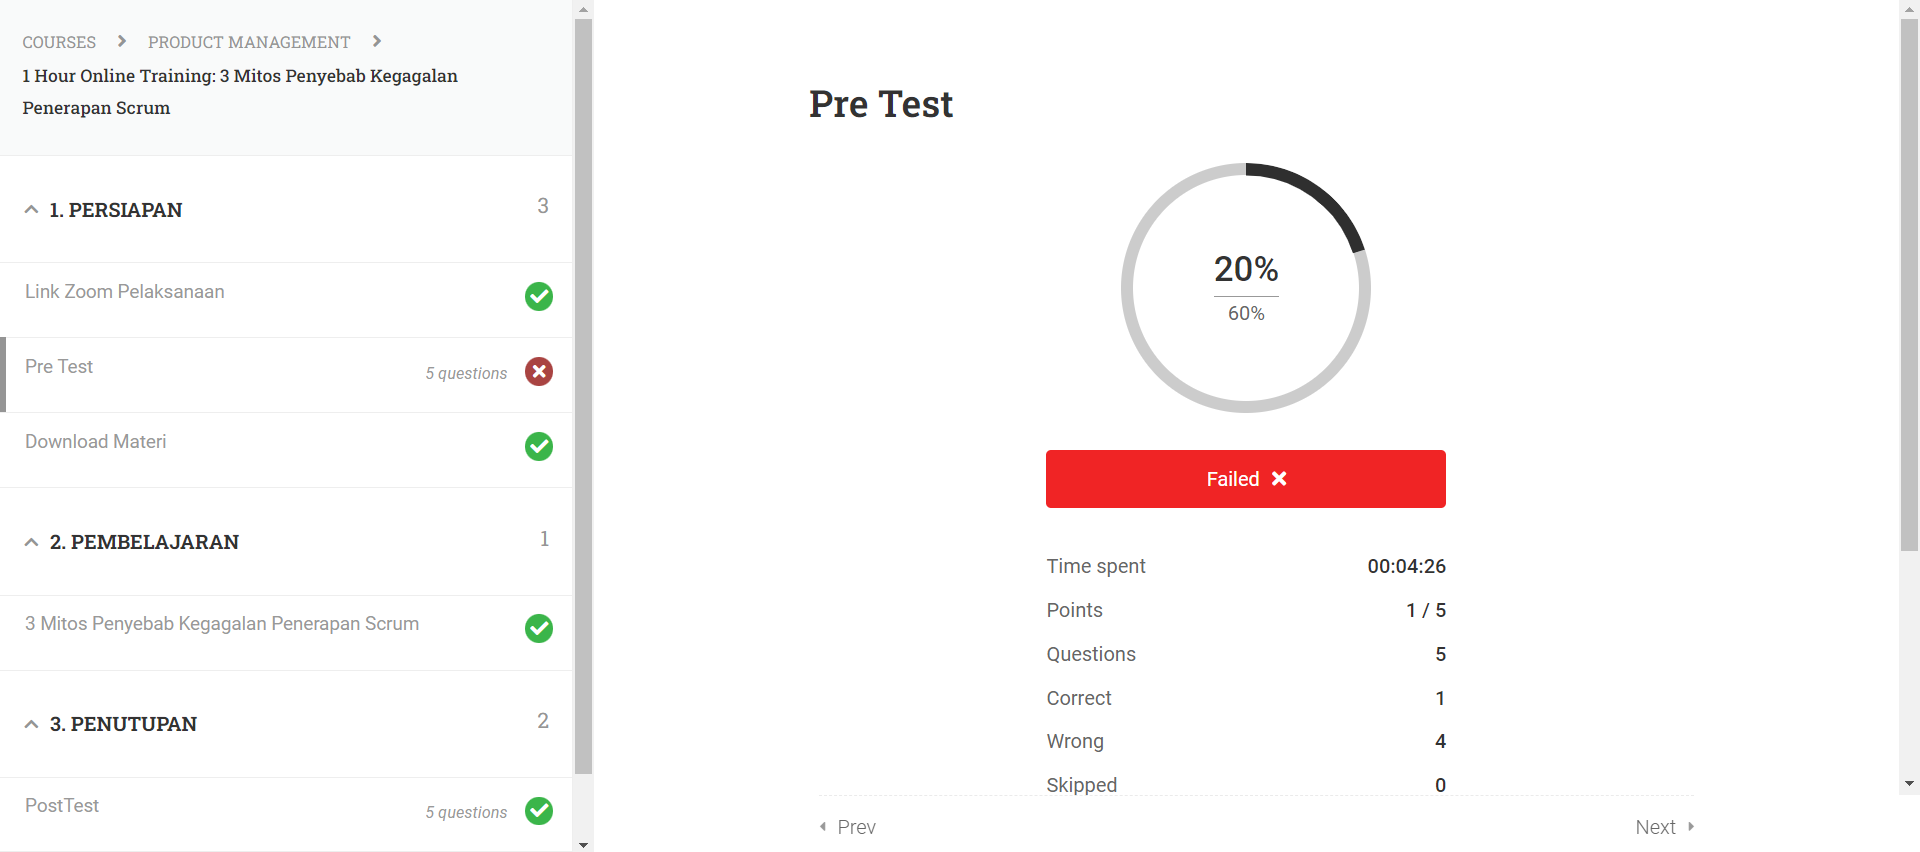 COURSES PRODUCT MANAGEMENT
1 Hour Online Training: 3 Mitos Penyebab Kegagalan
Penerapan Scrum
1. PERSIAPAN 3
Link Zoom Pelaksanaan
Pre Test 5 questions
Download Materi
2. PEMBELAJARAN 1
3 Mitos Penyebab Kegagalan Penerapan Scrum
3. PENUTUPAN 2
PostTest 5 questions
Pre Test
20%
60%
Failed
Time spent 00:04:26
Points 1 / 5
Questions 5
Correct 1
Wrong 4
Skipped 0
Prev Next